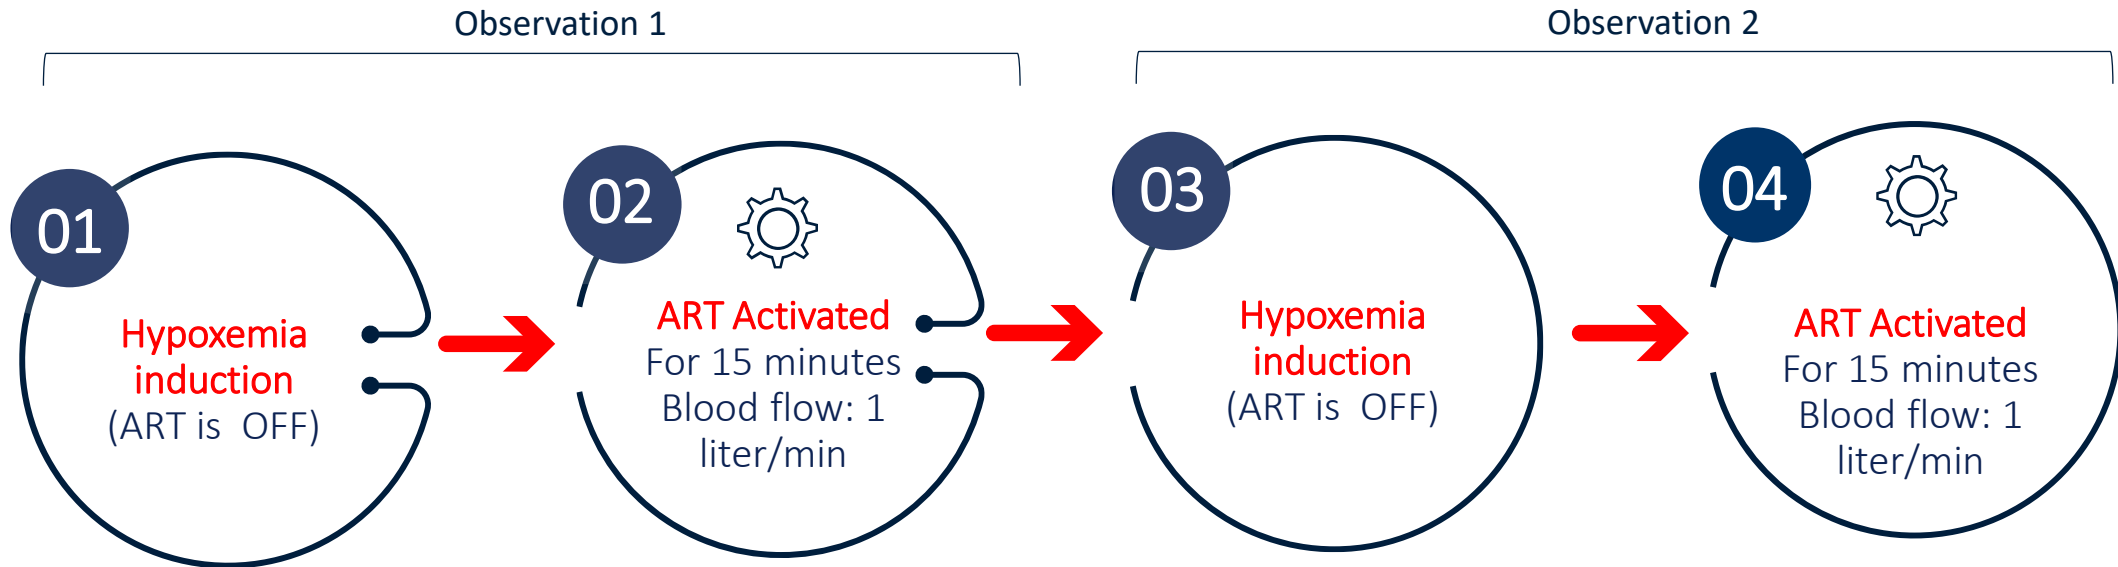 Observation 1
Observation 2
01
Hypoxemia
induction
(ART is OFF)
02
ART Activated
For 15 minutes
Blood flow: 1
liter/min
03
Hypoxemia
induction
(ART is OFF)
04
ART Activated
For 15 minutes
Blood flow: 1
liter/min